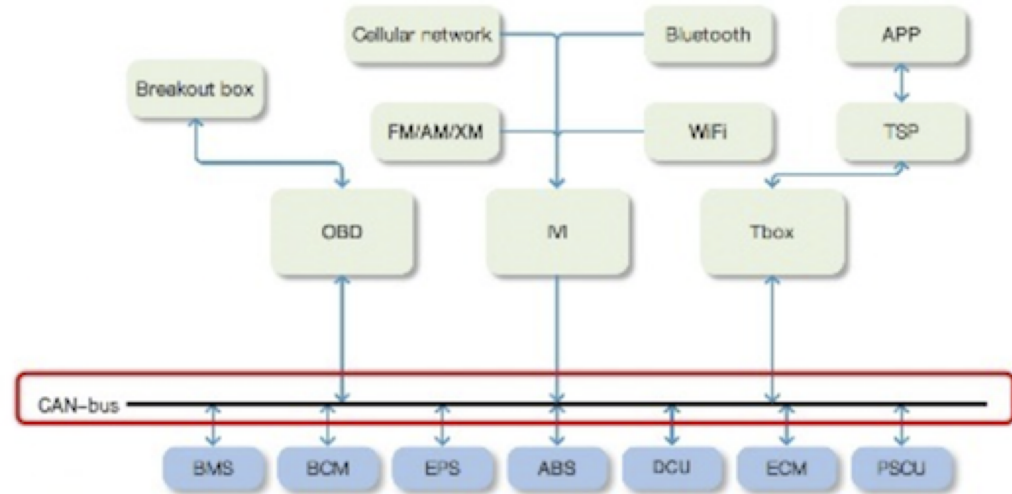 Cellular network
Bluetooth
APP
Breakout box
FM/AM/XM
WiFi
TSP
OBD
IVI
Tbox
CAN-bus
BMS
BCM
EPS
ABS
DCU
ECM
PSCU